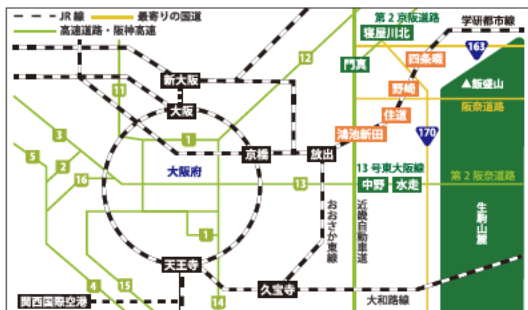 JR線
最寄りの国道
高速道路・阪神高速
第2京阪道路
学研都市線
寝屋川北
163
四条畷
門真
12
新大阪
野崎
▲飯盛山
11
大阪
住道
阪奈道路
3
1
鴻池新田
170
5
京橋
放出
2
大阪府
13号東大阪線
16
13
中野
水走
第2阪奈道路
おおさか東線
近畿自動車道
生駒山麓
1
天王寺
久宝寺
大和路線
4
15
14
関西国際空港